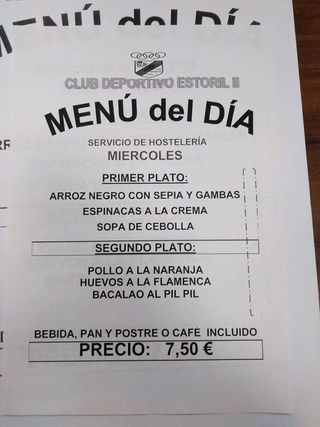 MENÚ del DÍA
CLUB DEPORTIVO ESTORIL II
MENÚ del DÍA
SERVICIO DE HOSTELERÍA
MIERCOLES
PRIMER PLATO:
ARROZ NEGRO CON SEPIA Y GAMBAS
ESPINACAS A LA CREMA
SOPA DE CEBOLLA
SEGUNDO PLATO:
POLLO A LA NARANJA
HUEVOS A LA FLAMENCA
BACALAO AL PIL PIL
BEBIDA, PAN Y POSTRE O CAFÉ INCLUIDO
PRECIO: 7,50 €